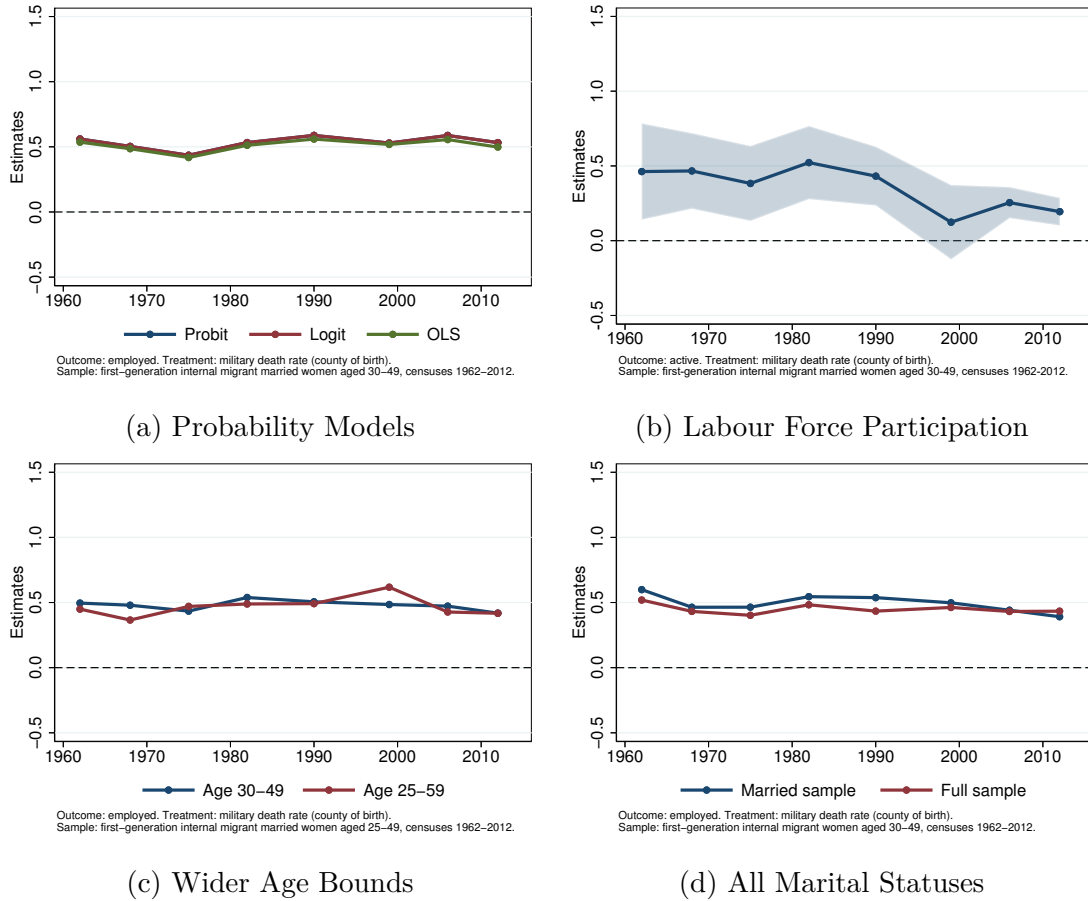 1.5
1.0
0.5
0.0
−0.5
Estimates
1960 1970 1980 1990 2000 2010
Probit Logit OLS
Outcome: employed. Treatment: military death rate (county of birth).
Sample: first−generation internal migrant married women aged 30−49, censuses 1962−2012.
(a) Probability Models
1.5
1.0
0.5
0.0
-0.5
Estimates
1960 1970 1980 1990 2000 2010
Outcome: active. Treatment: military death rate (county of birth).
Sample: first-generation internal migrant married women aged 30-49, censuses 1962-2012.
(b) Labour Force Participation
1.5
1.0
0.5
0.0
−0.5
Estimates
1960 1970 1980 1990 2000 2010
Age 30−49 Age 25−59
Outcome: employed. Treatment: military death rate (county of birth).
Sample: first−generation internal migrant married women aged 25−49, censuses 1962−2012.
(c) Wider Age Bounds
1.5
1.0
0.5
0.0
−0.5
Estimates
1960 1970 1980 1990 2000 2010
Married sample Full sample
Outcome: employed. Treatment: military death rate (county of birth).
Sample: first−generation internal migrant women aged 30−49, censuses 1962−2012.
(d) All Marital Statuses